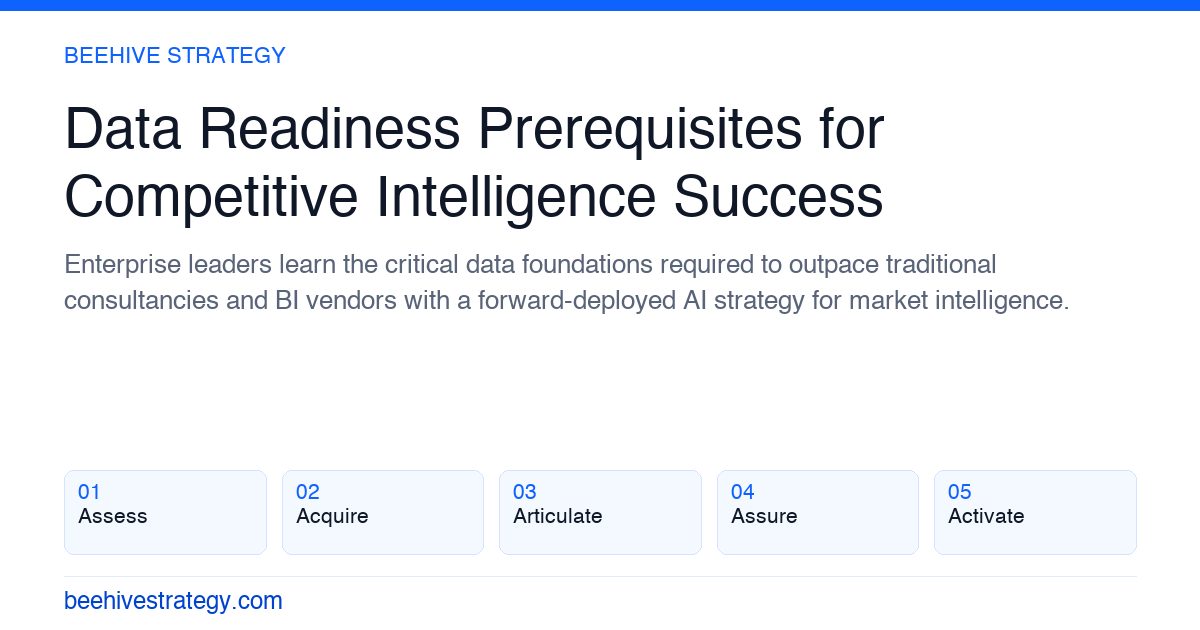 BEEHIVE STRATEGY
Data Readiness Prerequisites for
Competitive Intelligence Success
Enterprise leaders learn the critical data foundations required to outpace traditional
consultancies and BI vendors with a forward-deployed AI strategy for market intelligence.
01
Assess
02
Acquire
03
Articulate
04
Assure
05
Activate
beehivestrategy.com